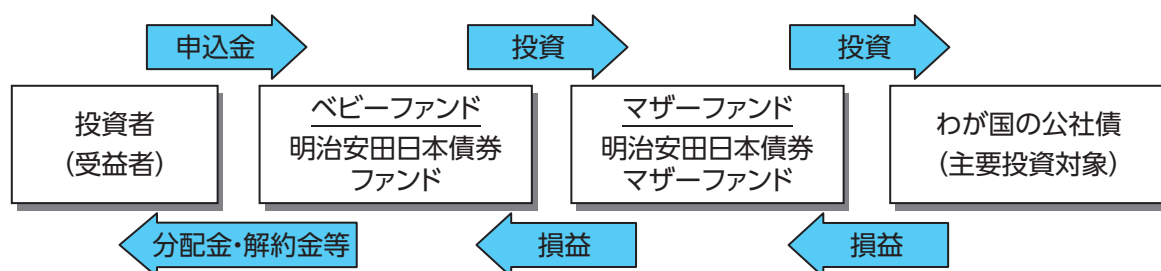 申込金
投資
投資
投資者
(受益者)
ベビーファンド
明治安田日本債券
ファンド
マザーファンド
明治安田日本債券
マザーファンド
わが国の公社債
(主要投資対象)
分配金・解約金等
損益
損益